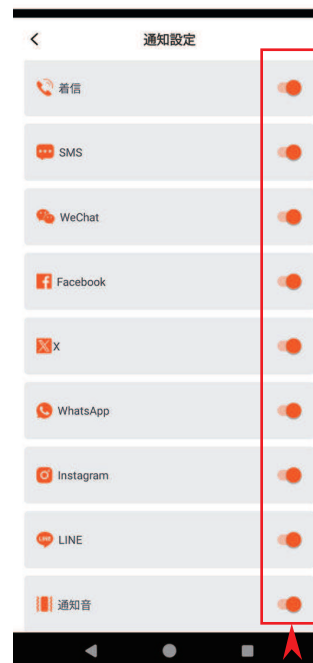 通知設定
着信
SMS
WeChat
Facebook
X
WhatsApp
Instagram
LINE
通知音